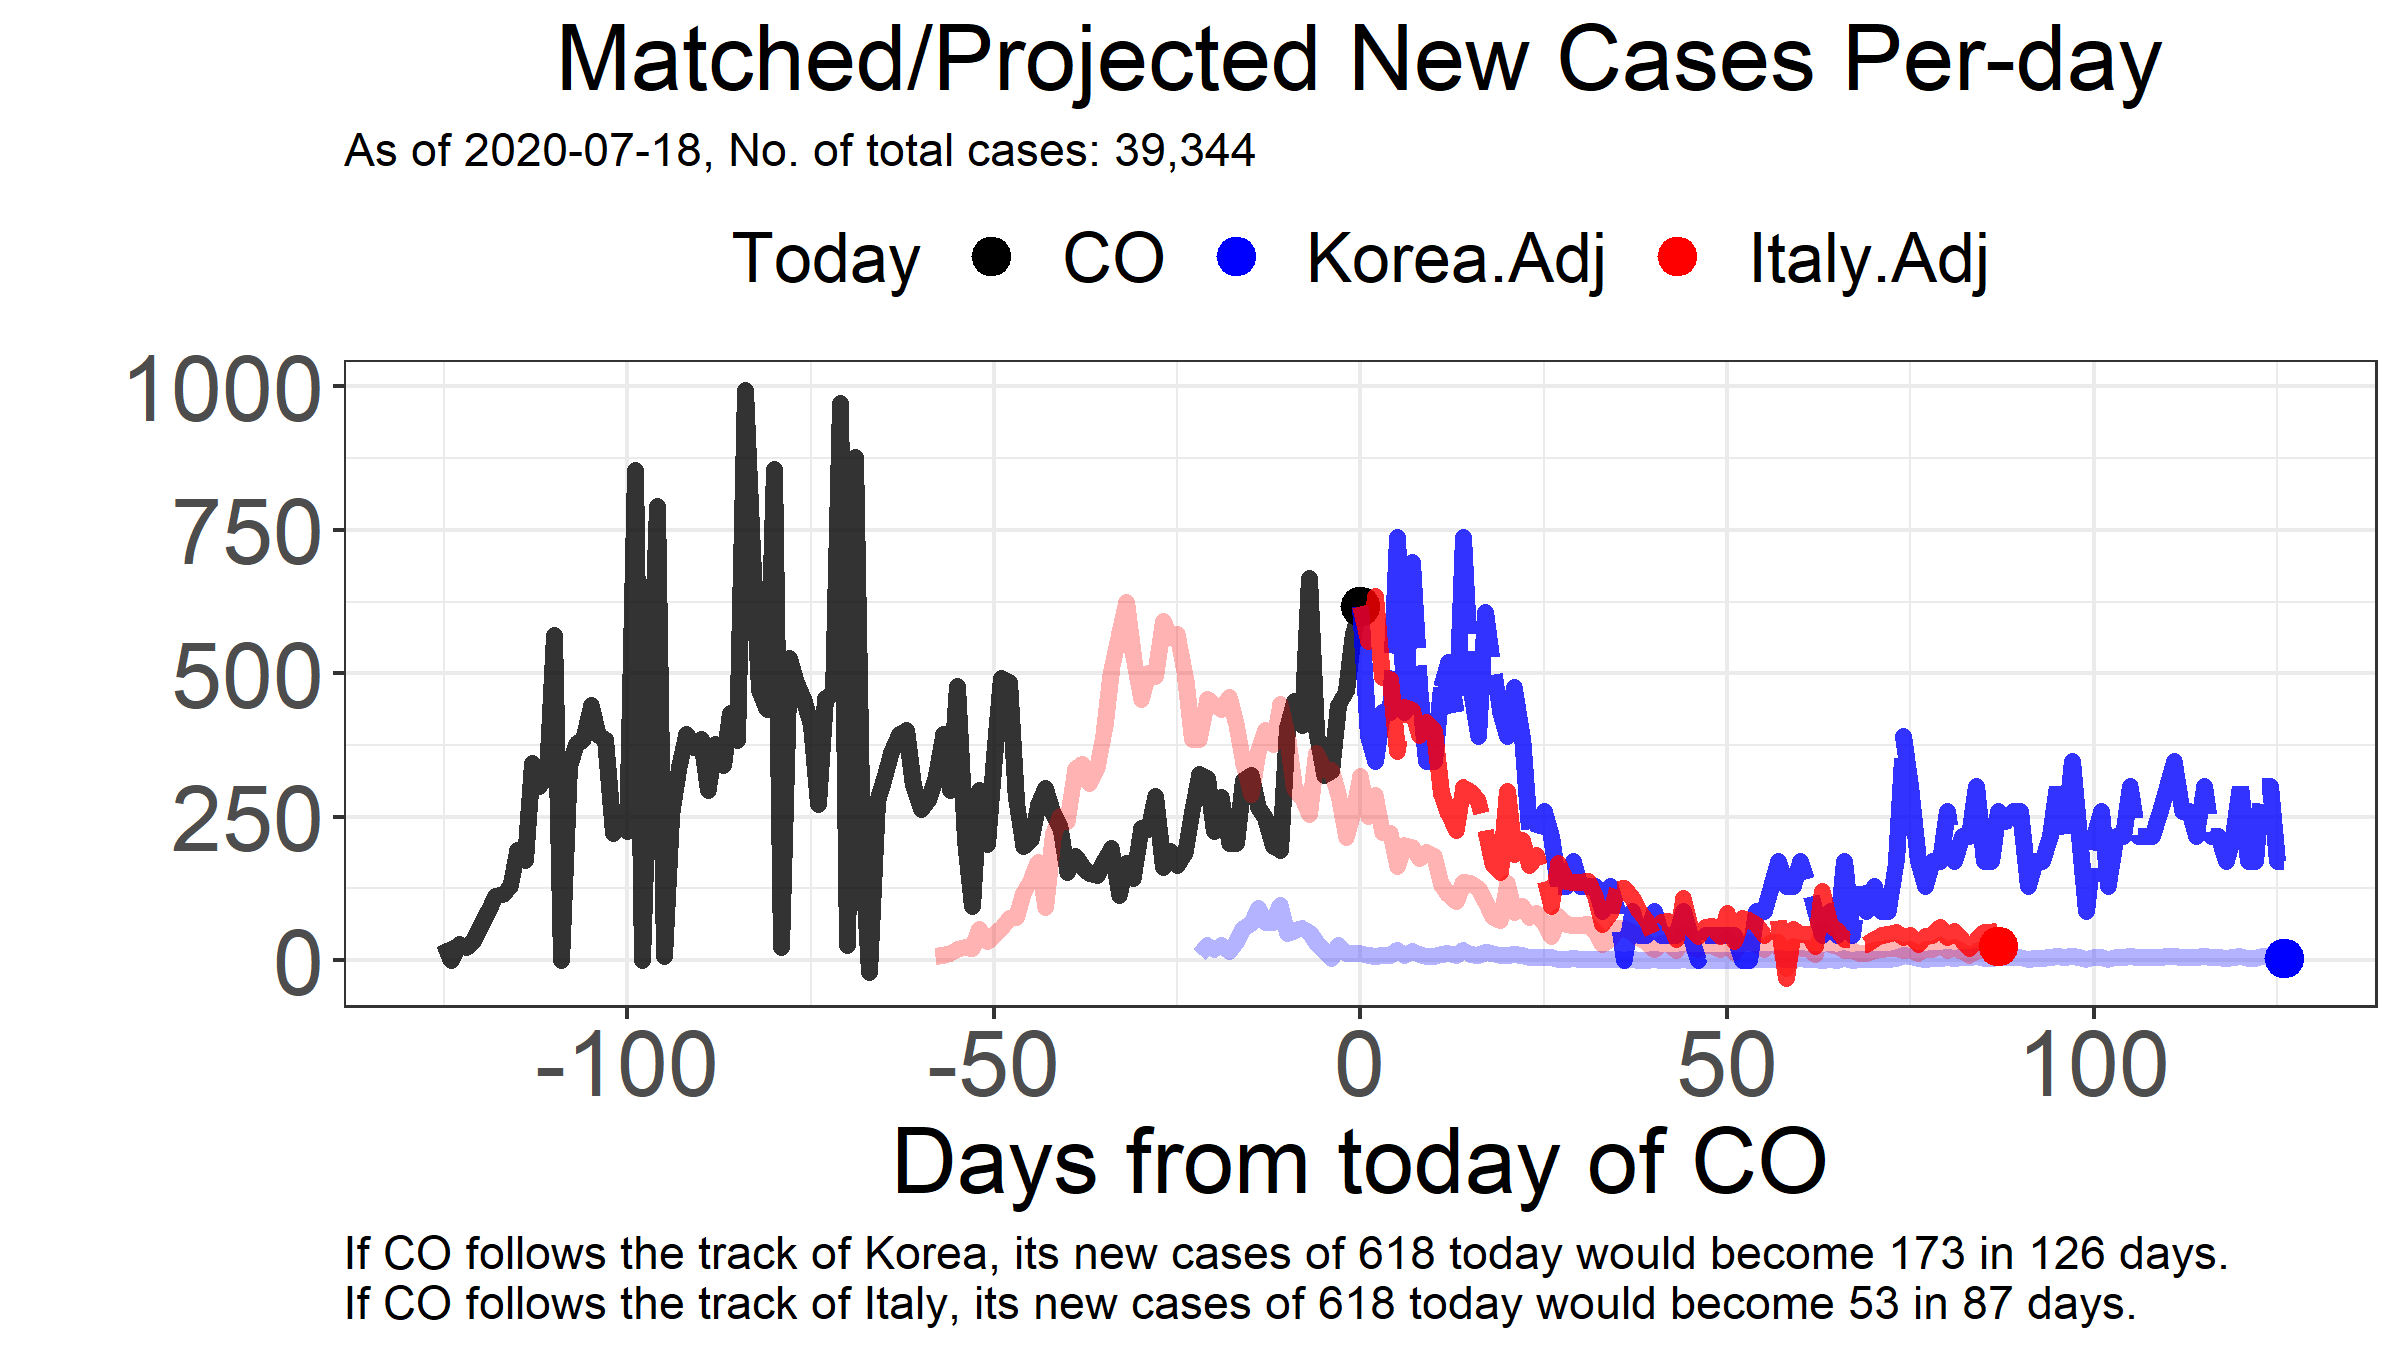 Matched/Projected New Cases Per-day
As of 2020-07-18, No. of total cases: 39,344
Today CO Korea.Adj Italy.Adj
1000
750
500
250
0
-100 -50 0 50 100
Days from today of CO
If CO follows the track of Korea, its new cases of 618 today would become 173 in 126 days.
If CO follows the track of Italy, its new cases of 618 today would become 53 in 87 days.